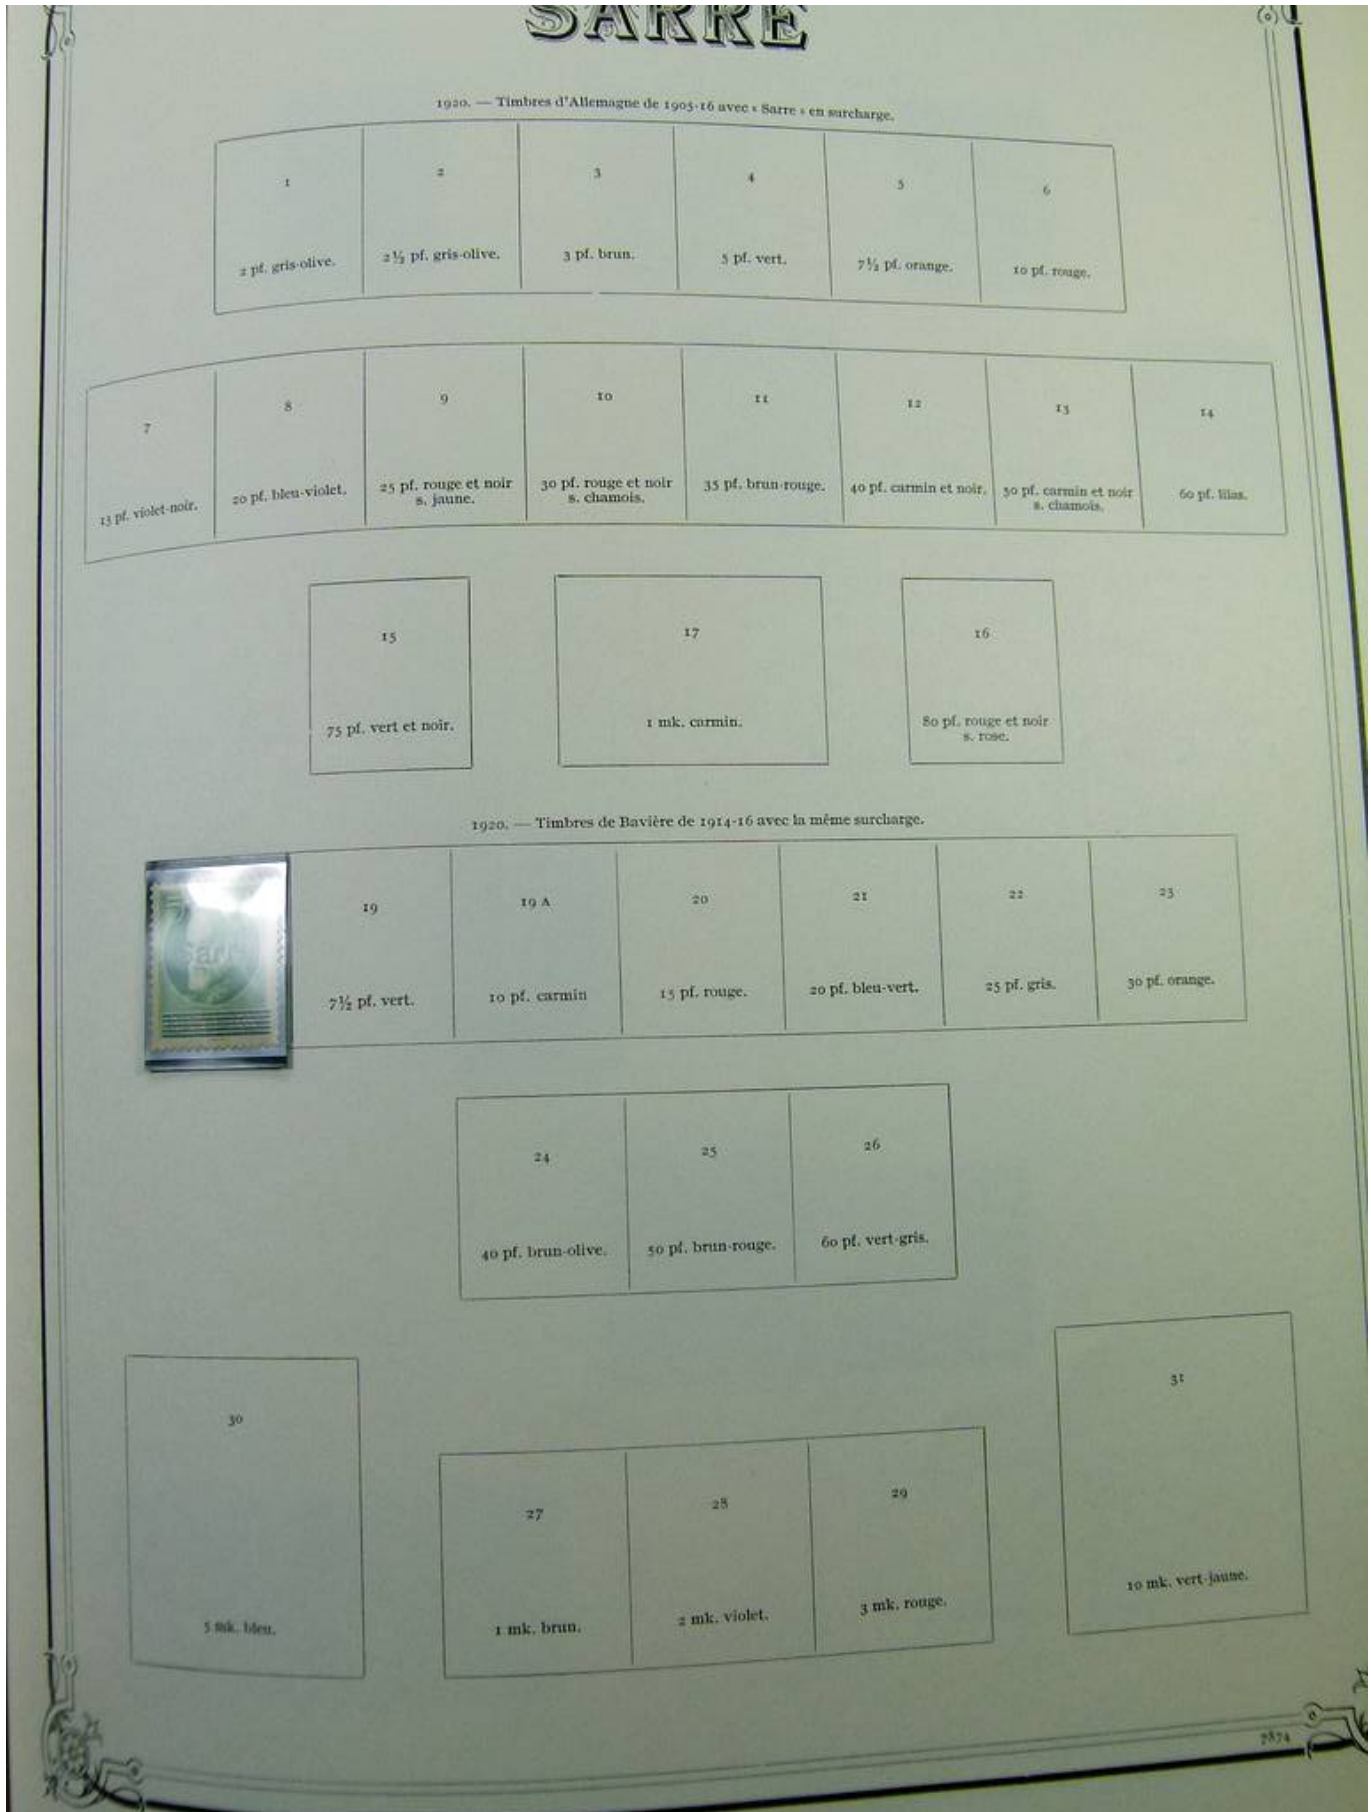 SARRE
1920. — Timbres d'Allemagne de 1905-16 avec « Sarre » en surcharge.
1 2 3 4 5 6
2 pf. gris-olive. 2½ pf. gris-olive. 3 pf. brun. 5 pf. vert. 7½ pf. orange. 10 pf. rouge.
7 8 9 10 11 12 13 14
15 pf. violet-noir. 20 pf. bleu-violet. 25 pf. rouge et noir 30 pf. rouge et noir 35 pf. brun-rouge. 40 pf. carmin et noir. 50 pf. carmin et noir 60 pf. lilas.
s. jaune. s. chamois. s. chamois.
15 17 16
75 pf. vert et noir. 1 mk. carmin. 80 pf. rouge et noir
s. rose.
1920. — Timbres de Bavière de 1914-16 avec la même surcharge.
Sarre
19 19 A 20 21 22 23
7½ pf. vert. 10 pf. carmin 15 pf. rouge. 20 pf. bleu-vert. 25 pf. gris. 30 pf. orange.
24 25 26
40 pf. brun-olive. 50 pf. brun-rouge. 60 pf. vert-gris.
30 27 28 29 31
5 mk. bleu. 1 mk. brun. 2 mk. violet. 3 mk. rouge. 10 mk. vert-jaune.
7874